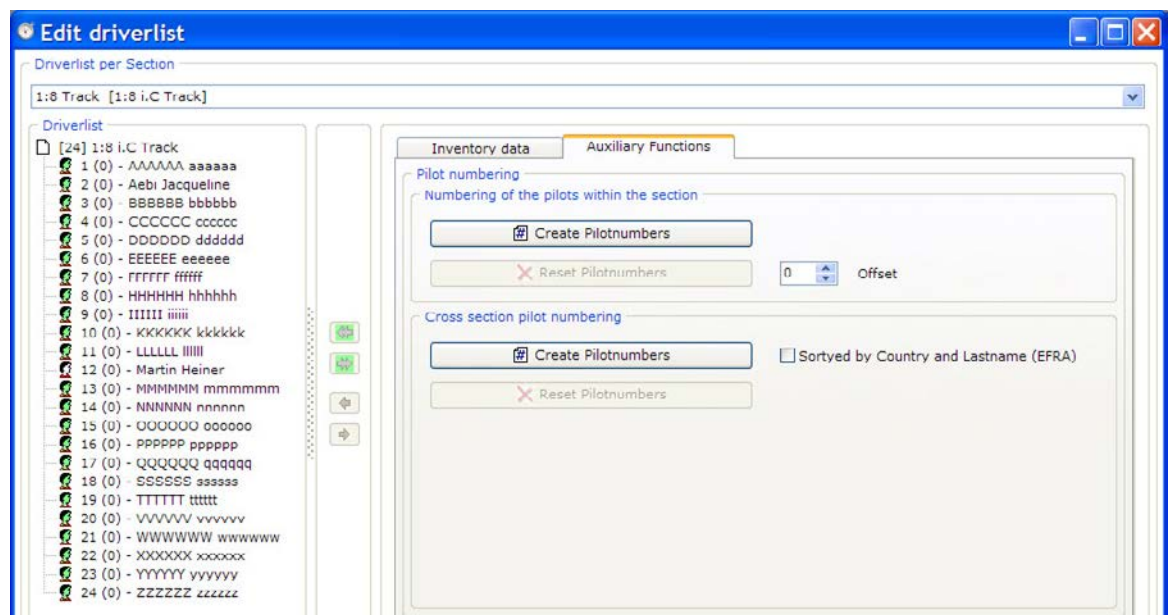 Edit driverlist
Driverlist per Section
1:8 Track [1:8 i.C Track]
Driverlist
[24] 1:8 i.C Track
1 (0) - AAAAAA aaaaaa
2 (0) - Aebi Jacqueline
3 (0) - BBBBBB bbbbbb
4 (0) - CCCCCC cccccc
5 (0) - DDDDDD dddddd
6 (0) - EEEEEE eeeeee
7 (0) - FFFFFF ffffff
8 (0) - HHHHHH hhhhhh
9 (0) - IIIIII iiiiii
10 (0) - KKKKKK kkkkkk
11 (0) - LLLLLL llllll
12 (0) - Martin Heiner
13 (0) - MMMMMM mmmmmm
14 (0) - NNNNNN nnnnnn
15 (0) - OOOOOO oooooo
16 (0) - PPPPPP pppppp
17 (0) - QQQQQQ qqqqqq
18 (0) - SSSSSS ssssss
19 (0) - TTTTTT tttttt
20 (0) - VVVVVV vvvvvv
21 (0) - WWWWWW wwwwww
22 (0) - XXXXXX xxxxxx
23 (0) - YYYYYY yyyyyy
24 (0) - ZZZZZZ zzzzzz
Inventory data
Auxiliary Functions
Pilot numbering
Numbering of the pilots within the section
# Create Pilotnumbers
Reset Pilotnumbers
0 Offset
Cross section pilot numbering
# Create Pilotnumbers
Sortyed by Country and Lastname (EFRA)
Reset Pilotnumbers